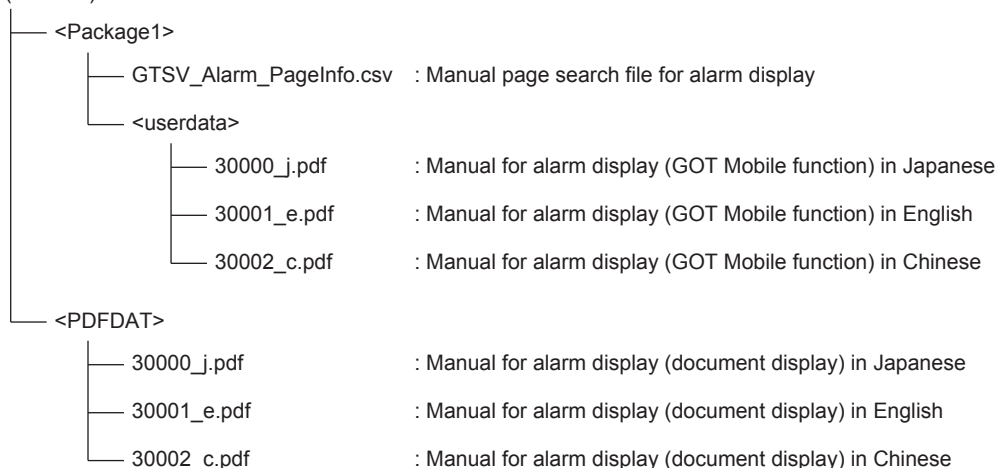 <Package1>
GTSV_Alarm_PageInfo.csv : Manual page search file for alarm display
<userdata>
30000_j.pdf : Manual for alarm display (GOT Mobile function) in Japanese
30001_e.pdf : Manual for alarm display (GOT Mobile function) in English
30002_c.pdf : Manual for alarm display (GOT Mobile function) in Chinese
<PDFDAT>
30000_j.pdf : Manual for alarm display (document display) in Japanese
30001_e.pdf : Manual for alarm display (document display) in English
30002_c.pdf : Manual for alarm display (document display) in Chinese